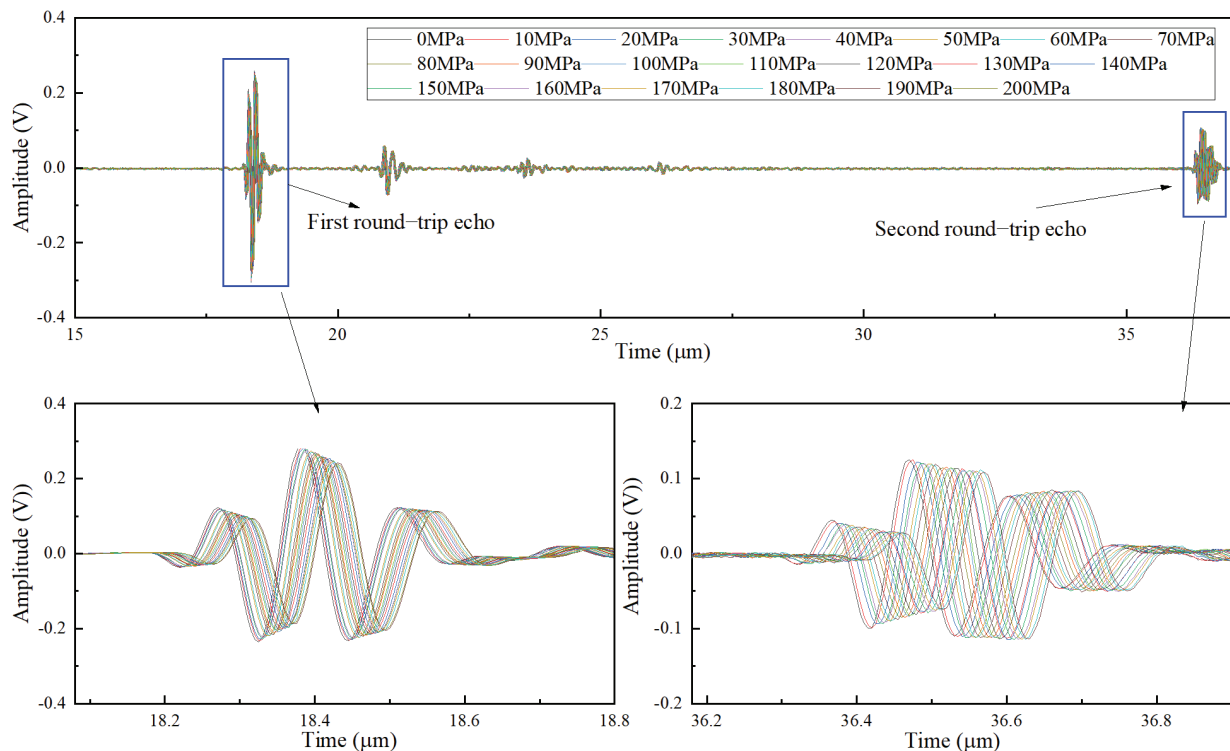 0.4
0.2
0.0
-0.2
-0.4
Amplitude (V)
0MPa 10MPa 20MPa 30MPa 40MPa 50MPa 60MPa 70MPa
80MPa 90MPa 100MPa 110MPa 120MPa 130MPa 140MPa
150MPa 160MPa 170MPa 180MPa 190MPa 200MPa
First round−trip echo
Second round−trip echo
15 20 25 30 35
Time (μm)
0.4
0.2
0.0
-0.2
-0.4
Amplitude (V))
18.2 18.4 18.6 18.8
Time (μm)
0.2
0.1
0.0
-0.1
-0.2
Amplitude (V))
36.2 36.4 36.6 36.8
Time (μm)